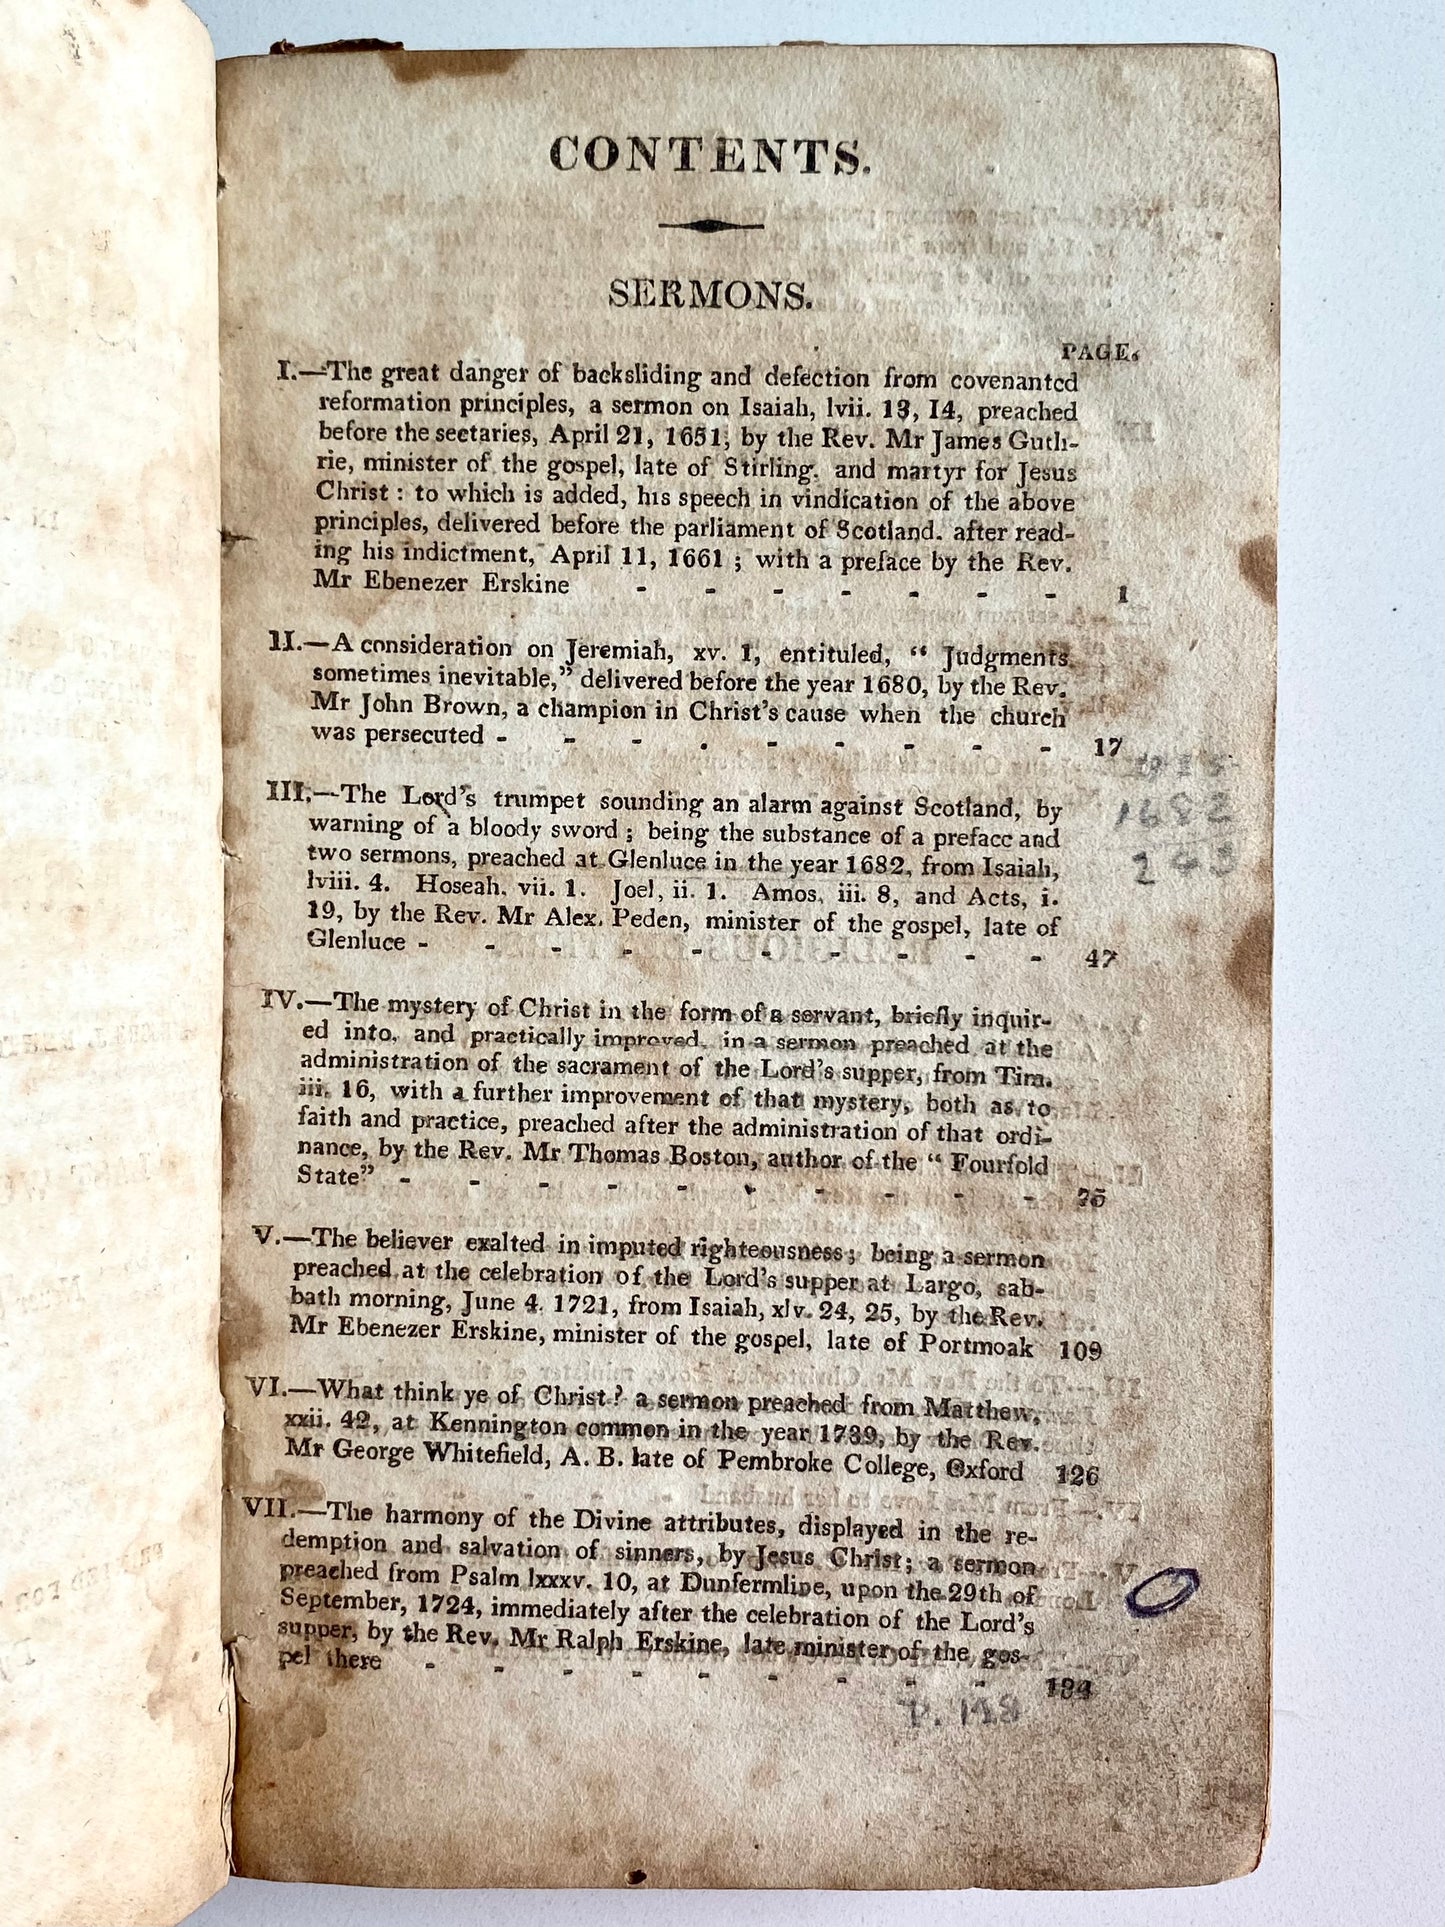 CONTENTS.
SERMONS.
PAGE.
I.—The great danger of backsliding and defection from covenanted
reformation principles, a sermon on Isaiah, lvii. 13, 14, preached
before the sectaries, April 21, 1651, by the Rev. Mr James Guth-
rie, minister of the gospel, late of Stirling, and martyr for Jesus
Christ : to which is added, his speech in vindication of the above
principles, delivered before the parliament of Scotland, after read-
ing his indictment, April 11, 1661 ; with a preface by the Rev.
Mr Ebenezer Erskine - - - - - - - 1
II.—A consideration on Jeremiah, xv. 1, entituled, “ Judgments
sometimes inevitable,” delivered before the year 1680, by the Rev.
Mr John Brown, a champion in Christ’s cause when the church
was persecuted - - - - - - - - - 17
III.—The Lord’s trumpet sounding an alarm against Scotland, by
warning of a bloody sword ; being the substance of a preface and
1682
two sermons, preached at Glenluce in the year 1682, from Isaiah,
lviii. 4. Hoseah, vii. 1. Joel, ii. 1. Amos, iii. 8, and Acts, i.
19, by the Rev. Mr Alex. Peden, minister of the gospel, late of
Glenluce - - - - - - - - - - 47
IV.—The mystery of Christ in the form of a servant, briefly inquir-
ed into, and practically improved, in a sermon preached at the
administration of the sacrament of the Lord’s supper, from Tim.
iii. 16, with a further improvement of that mystery, both as to
faith and practice, preached after the administration of that ordi-
nance, by the Rev. Mr Thomas Boston, author of the “ Fourfold
State” - - - - - - - - - - 75
V.—The believer exalted in imputed righteousness ; being a sermon
preached at the celebration of the Lord’s supper at Largo, sab-
bath morning, June 4, 1721, from Isaiah, xlv. 24, 25, by the Rev.
Mr Ebenezer Erskine, minister of the gospel, late of Portmoak 109
VI.—What think ye of Christ ? a sermon preached from Matthew,
xxii. 42, at Kennington common in the year 1739, by the Rev.
Mr George Whitefield, A. B. late of Pembroke College, Oxford 126
VII.—The harmony of the Divine attributes, displayed in the re-
demption and salvation of sinners, by Jesus Christ ; a sermon
preached from Psalm lxxxv. 10, at Dunfermline, upon the 29th of
September, 1724, immediately after the celebration of the Lord’s
supper, by the Rev. Mr Ralph Erskine, late minister of the gos-
pel there - - - - - - - - - 134
P. 148